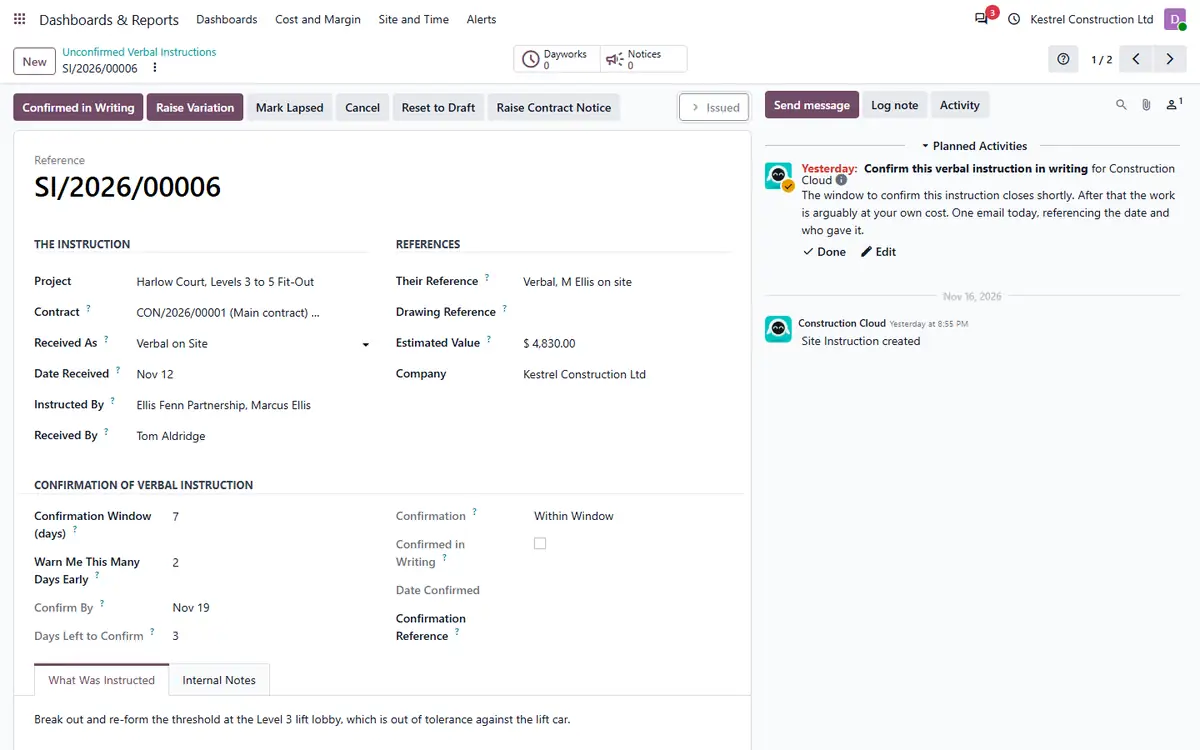 Dashboards & Reports Dashboards Cost and Margin Site and Time Alerts 3 Kestrel Construction Ltd D
New Unconfirmed Verbal Instructions
SI/2026/00006
Dayworks 0 Notices 0 1 / 2
Confirmed in Writing Raise Variation Mark Lapsed Cancel Reset to Draft Raise Contract Notice Issued
Send message Log note Activity 1
Reference
SI/2026/00006
THE INSTRUCTION
Project Harlow Court, Levels 3 to 5 Fit-Out
Contract ? CON/2026/00001 (Main contract) ...
Received As ? Verbal on Site
Date Received ? Nov 12
Instructed By ? Ellis Fenn Partnership, Marcus Ellis
Received By ? Tom Aldridge
REFERENCES
Their Reference ? Verbal, M Ellis on site
Drawing Reference ?
Estimated Value ? $ 4,830.00
Company Kestrel Construction Ltd
CONFIRMATION OF VERBAL INSTRUCTION
Confirmation Window
(days) ? 7
Warn Me This Many
Days Early ? 2
Confirm By ? Nov 19
Days Left to Confirm ? 3
Confirmation ? Within Window
Confirmed in
Writing ?
Date Confirmed
Confirmation
Reference ?
What Was Instructed Internal Notes
Break out and re-form the threshold at the Level 3 lift lobby, which is out of tolerance against the lift car.
Planned Activities
Yesterday: Confirm this verbal instruction in writing for Construction
Cloud
The window to confirm this instruction closes shortly. After that the work
is arguably at your own cost. One email today, referencing the date and
who gave it.
Done Edit
Nov 16, 2026
Construction Cloud Yesterday at 8:55 PM
Site Instruction created